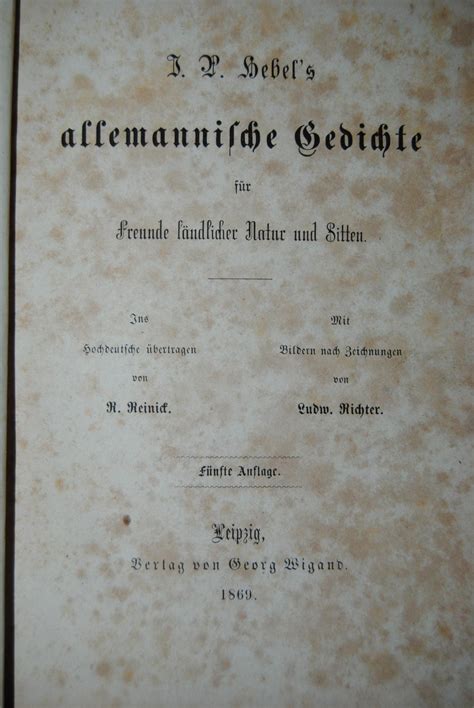 J. P. Hebel's
allemannische Gedichte
für
Freunde ländlicher Natur und Sitten.
Ins
Hochdeutsche übertragen
von
R. Reinick.
Mit
Bildern nach Zeichnungen
von
Ludw. Richter.
Fünfte Auflage.
Leipzig,
Verlag von Georg Wigand.
1869.